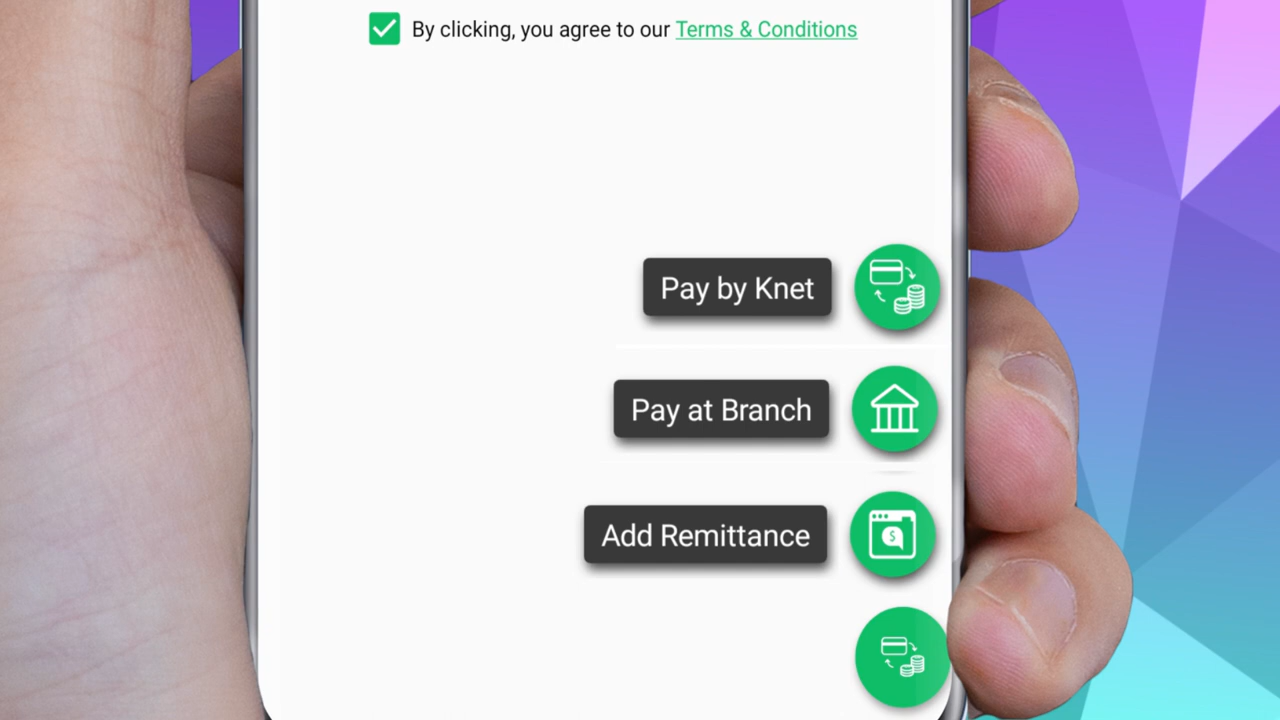 By clicking, you agree to our Terms & Conditions
Pay by Knet
Pay at Branch
Add Remittance